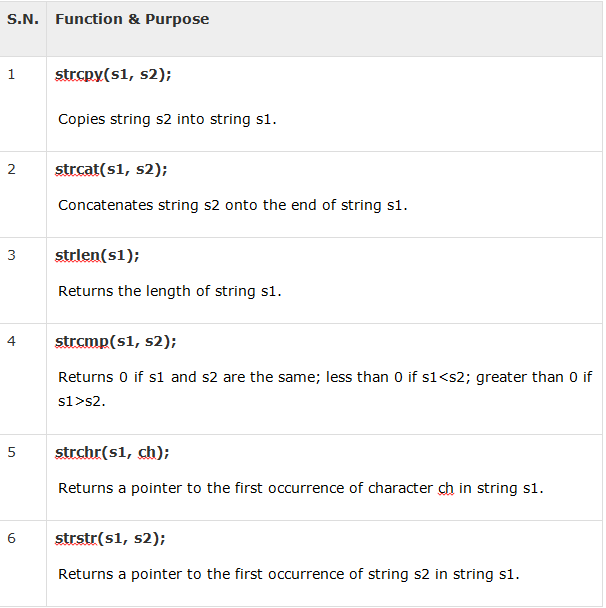 S.N. Function & Purpose
1 strcpy(s1, s2);
Copies string s2 into string s1.
2 strcat(s1, s2);
Concatenates string s2 onto the end of string s1.
3 strlen(s1);
Returns the length of string s1.
4 strcmp(s1, s2);
Returns 0 if s1 and s2 are the same; less than 0 if s1<s2; greater than 0 if
s1>s2.
5 strchr(s1, ch);
Returns a pointer to the first occurrence of character ch in string s1.
6 strstr(s1, s2);
Returns a pointer to the first occurrence of string s2 in string s1.